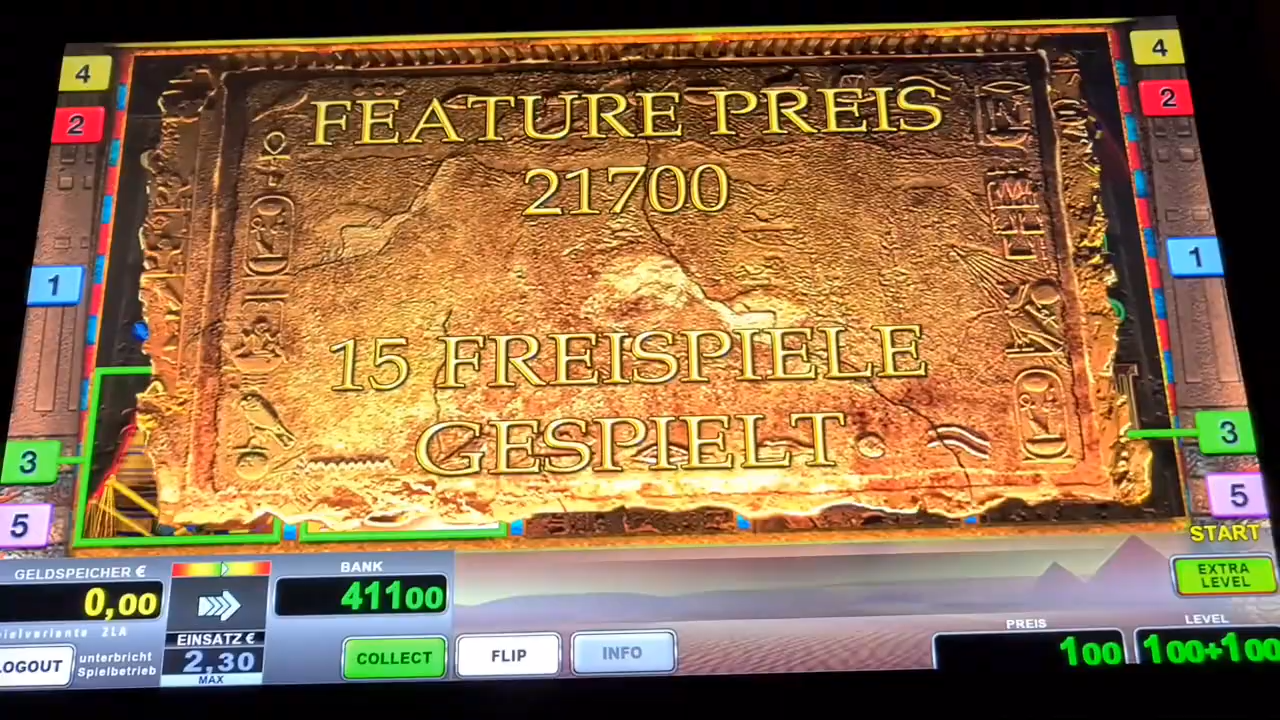 4
4
2
2
FEATURE PREIS
21700
1
1
15 FREISPIELE
GESPIELT
3
3
5
5
START
EXTRA
LEVEL
GELDSPEICHER €
0,00
BANK
41100
EINSATZ €
2,30
MAX
2LA
LOGOUT
unterbricht
Spielbetrieb
COLLECT
FLIP
INFO
PREIS
100
LEVEL
100+100